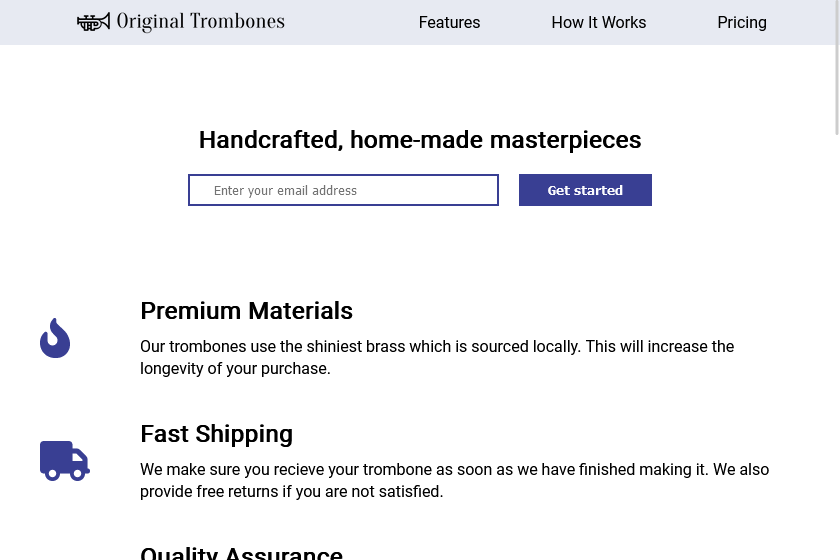 Original Trombones
Features
How It Works
Pricing
Handcrafted, home-made masterpieces
Enter your email address
Get started
Premium Materials
Our trombones use the shiniest brass which is sourced locally. This will increase the
longevity of your purchase.
Fast Shipping
We make sure you recieve your trombone as soon as we have finished making it. We also
provide free returns if you are not satisfied.
Quality Assurance